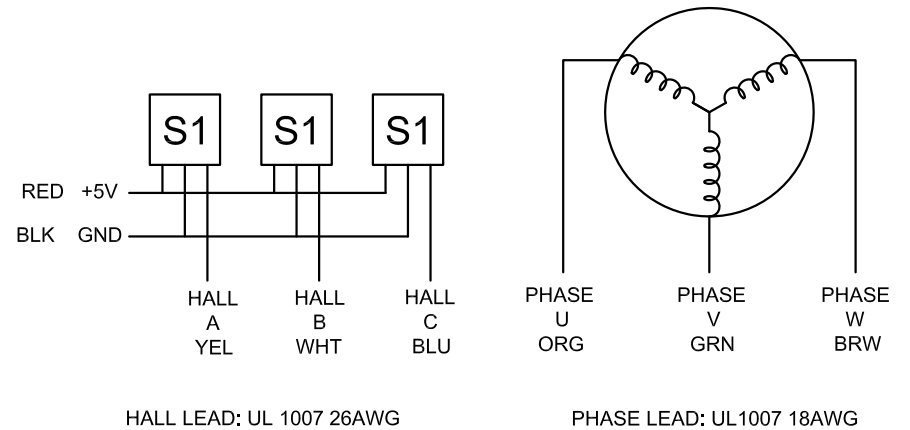 S1 S1 S1
RED +5V
BLK GND
HALL A YEL
HALL B WHT
HALL C BLU
PHASE U ORG
PHASE V GRN
PHASE W BRW
HALL LEAD: UL 1007 26AWG
PHASE LEAD: UL1007 18AWG